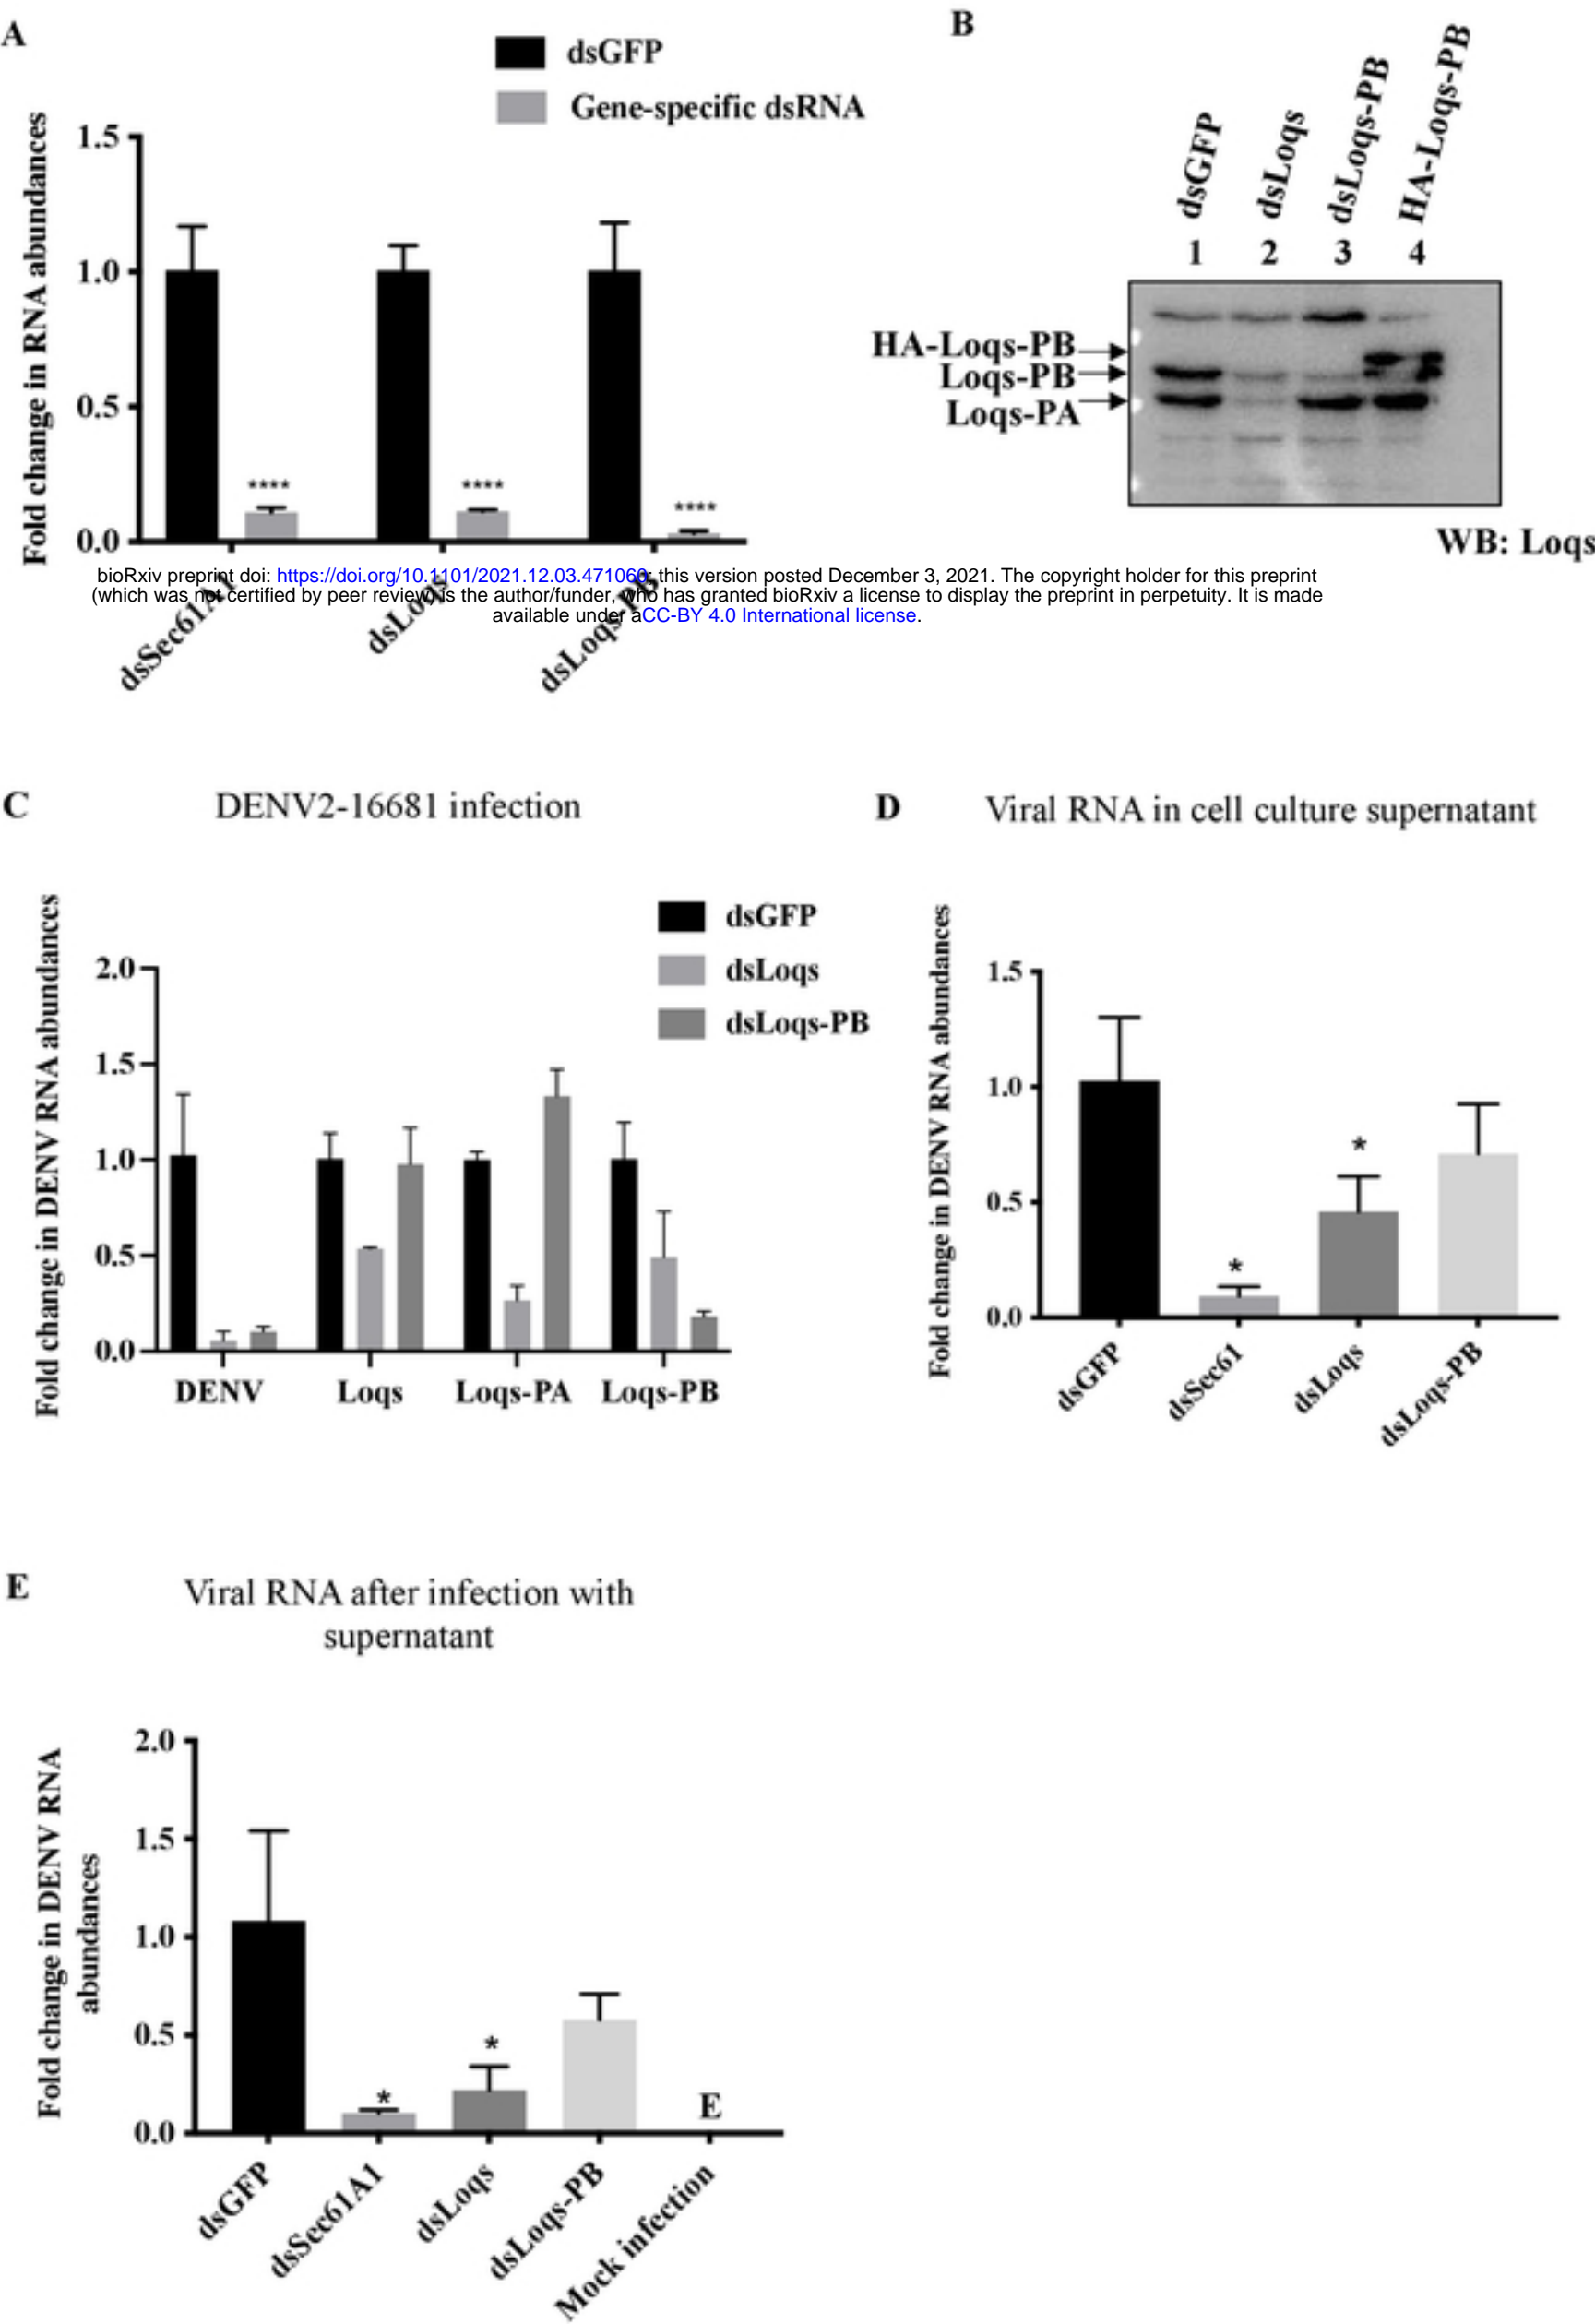 A
dsGFP
Gene-specific dsRNA
Fold change in RNA abundances
1.5
1.0
0.5
0.0
****
****
****
dsSec61A1
dsLoqs
dsLoqs-PB
B
dsGFP
dsLoqs
dsLoqs-PB
HA-Loqs-PB
1 2 3 4
HA-Loqs-PB
Loqs-PB
Loqs-PA
WB: Loqs
bioRxiv preprint doi: https://doi.org/10.1101/2021.12.03.471060; this version posted December 3, 2021. The copyright holder for this preprint
(which was not certified by peer review) is the author/funder, who has granted bioRxiv a license to display the preprint in perpetuity. It is made
available under aCC-BY 4.0 International license.
C
DENV2-16681 infection
dsGFP
dsLoqs
dsLoqs-PB
Fold change in DENV RNA abundances
2.0
1.5
1.0
0.5
0.0
DENV Loqs Loqs-PA Loqs-PB
D
Viral RNA in cell culture supernatant
Fold change in DENV RNA abundances
1.5
1.0
0.5
0.0
*
*
dsGFP
dsSec61
dsLoqs
dsLoqs-PB
E
Viral RNA after infection with
supernatant
Fold change in DENV RNA
abundances
2.0
1.5
1.0
0.5
0.0
*
*
E
dsGFP
dsSec61A1
dsLoqs
dsLoqs-PB
Mock infection